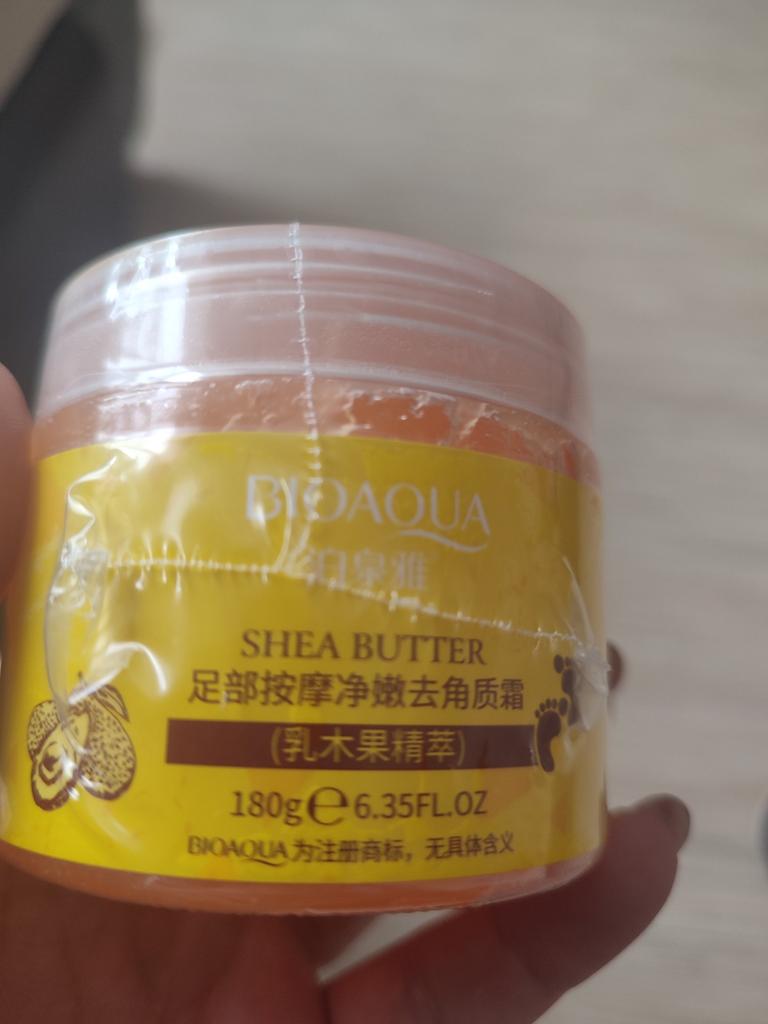 BIOAQUA
泊泉雅
SHEA BUTTER
足部按摩净嫩去角质霜
(乳木果精萃)
180g℮6.35FL.OZ
BIOAQUA为注册商标，无具体含义